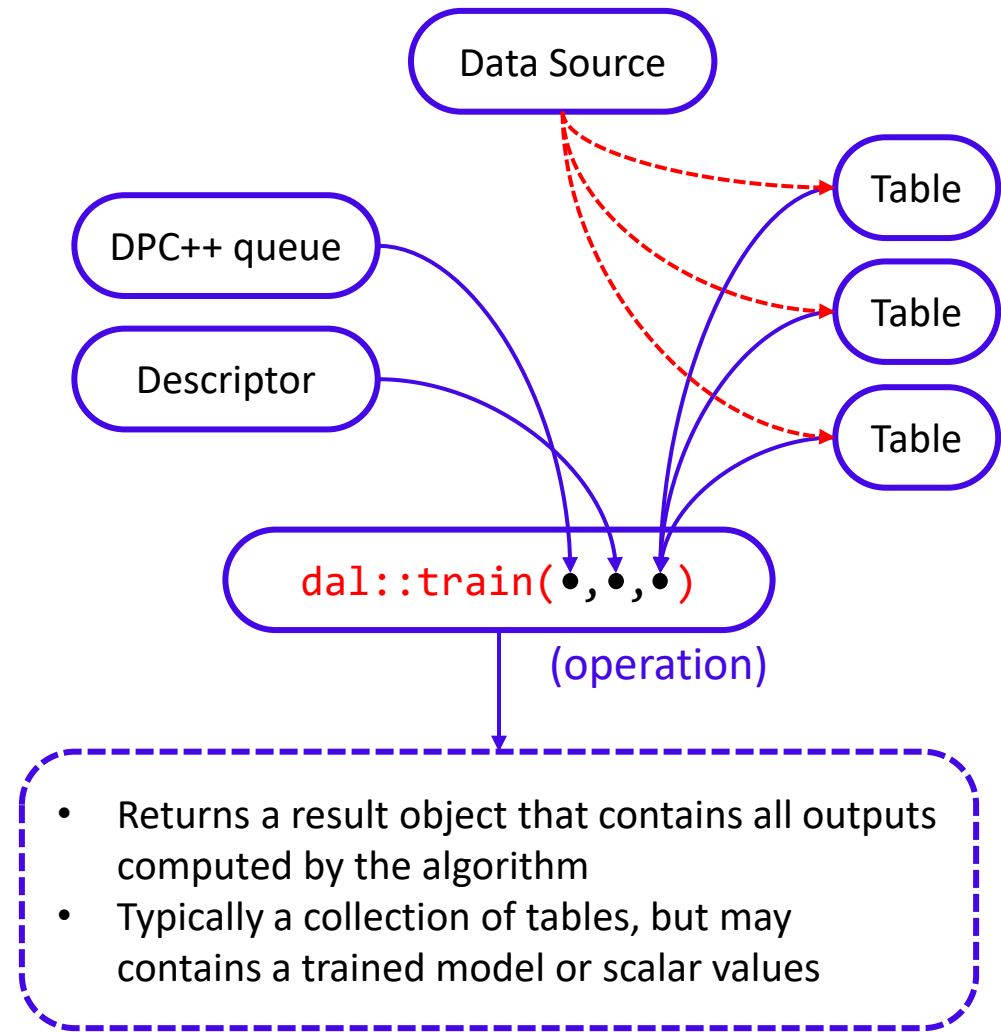 Data Source
Table
DPC++ queue
Table
Descriptor
Table
dal::train(•,•,•)
(operation)
• Returns a result object that contains all outputs
computed by the algorithm
• Typically a collection of tables, but may
contains a trained model or scalar values